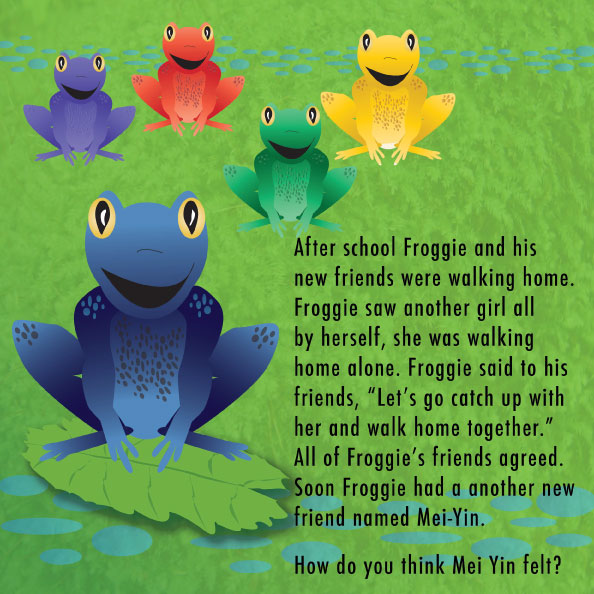 After school Froggie and his
new friends were walking home.
Froggie saw another girl all
by herself, she was walking
home alone. Froggie said to his
friends, “Let’s go catch up with
her and walk home together.”
All of Froggie’s friends agreed.
Soon Froggie had a another new
friend named Mei-Yin.
How do you think Mei Yin felt?